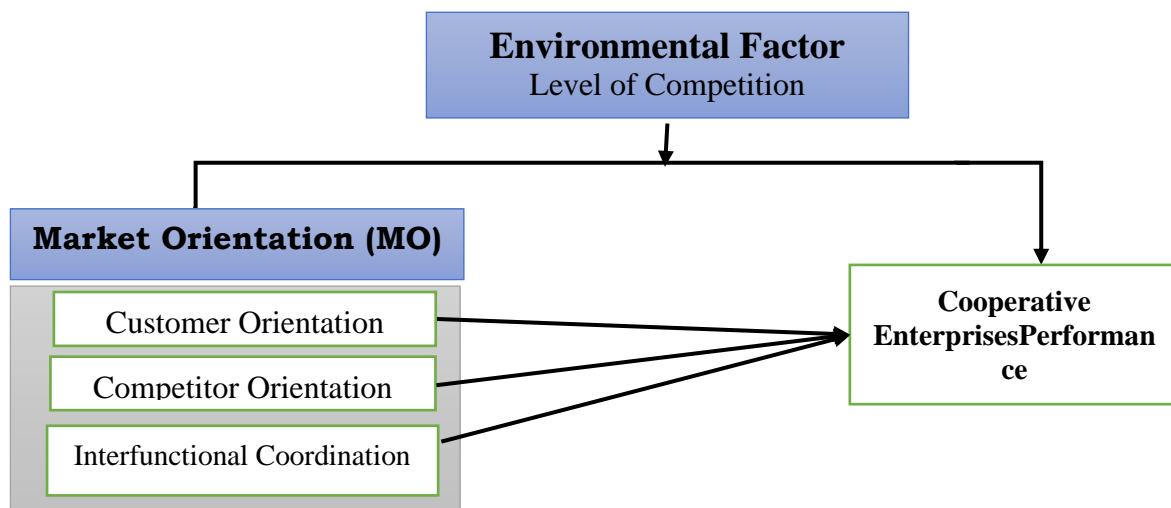 Environmental Factor
Level of Competition
Market Orientation (MO)
Customer Orientation
Competitor Orientation
Interfunctional Coordination
Cooperative
EnterprisesPerforman
ce